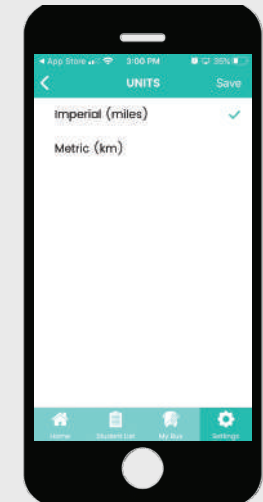 App Store 3:00 PM 35%
UNITS Save
Imperial (miles)
Metric (km)
Home Student List My Bus Settings